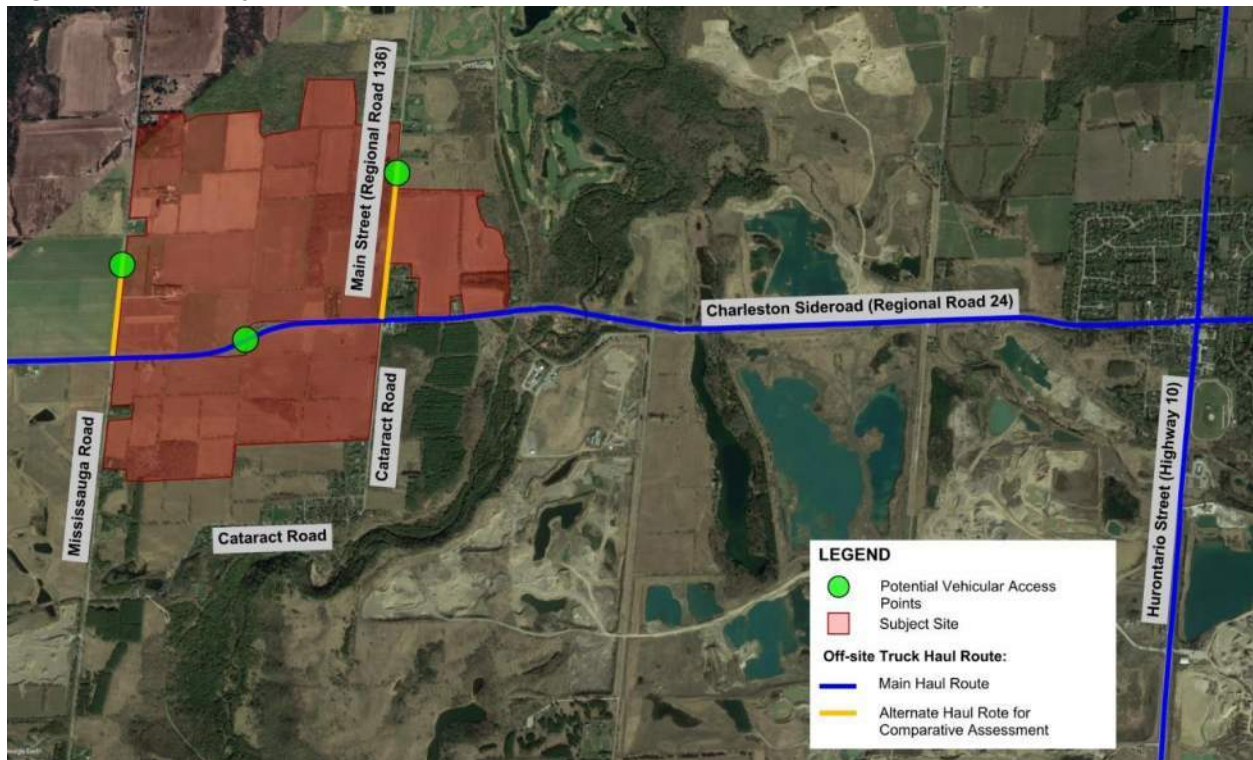 Main Street (Regional Road 136)
Charleston Sideroad (Regional Road 24)
Mississauga Road
Cataract Road
Cataract Road
Hurontario Street (Highway 10)
LEGEND
Potential Vehicular Access
Points
Subject Site
Off-site Truck Haul Route:
Main Haul Route
Alternate Haul Rote for
Comparative Assessment